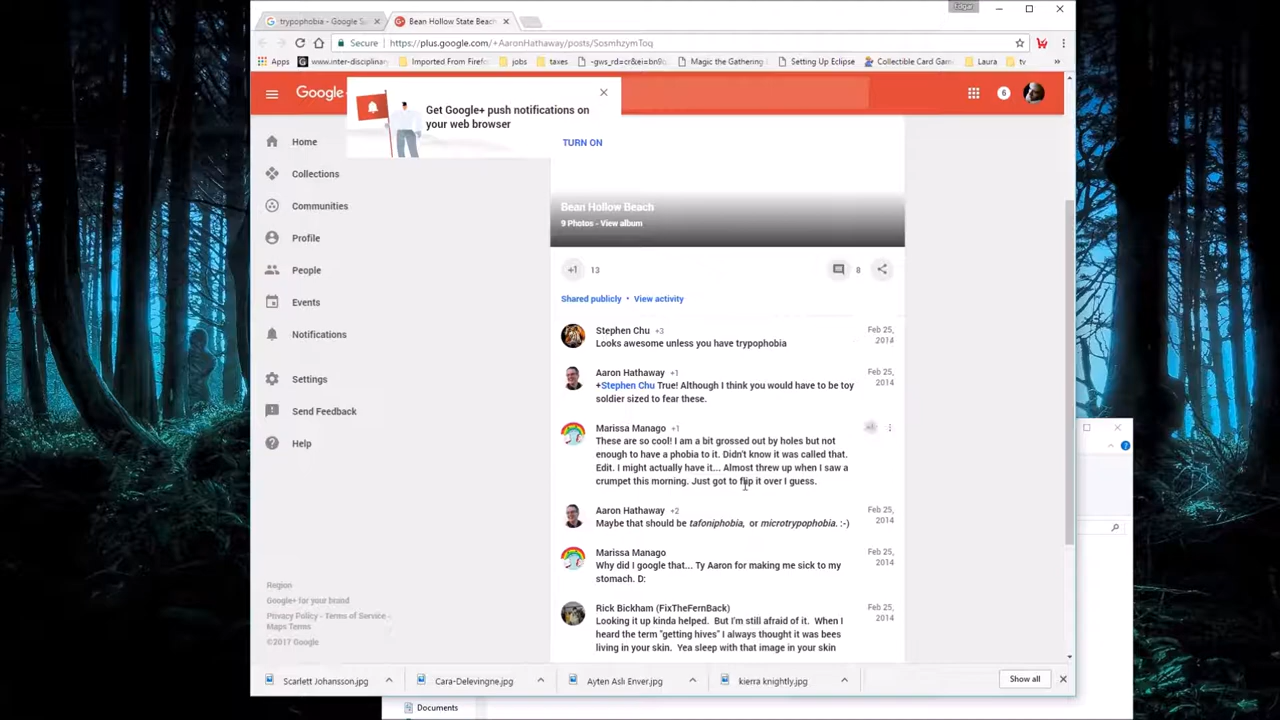 Edgar
trypophobia - Google Se
Bean Hollow State Beach
Secure
https://plus.google.com/+AaronHathaway/posts/SosmhzymToq
Apps
www.inter-disciplinary
Imported From Firefo
jobs
taxes
-gws_rd=cr&ei=bn9o
Magic the Gathering
Setting Up Eclipse
Collectible Card Gam
Laura
tv
»
Google+
6
Get Google+ push notifications on
your web browser
TURN ON
Home
Collections
Communities
Profile
People
Events
Notifications
Settings
Send Feedback
Help
Region
Google+ for your brand
Privacy Policy - Terms of Service -
Maps Terms
©2017 Google
Bean Hollow Beach
9 Photos - View album
+1
13
8
Shared publicly • View activity
Stephen Chu +3
Feb 25,
2014
Looks awesome unless you have trypophobia
Aaron Hathaway +1
Feb 25,
2014
+Stephen Chu True! Although I think you would have to be toy
soldier sized to fear these.
Marissa Manago +1
These are so cool! I am a bit grossed out by holes but not
enough to have a phobia to it. Didn't know it was called that.
Edit. I might actually have it... Almost threw up when I saw a
crumpet this morning. Just got to flip it over I guess.
Aaron Hathaway +2
Feb 25,
2014
Maybe that should be tafoniphobia, or microtrypophobia. :-)
Marissa Manago
Feb 25,
2014
Why did I google that... Ty Aaron for making me sick to my
stomach. D:
Rick Bickham (FixTheFernBack)
Feb 25,
2014
Looking it up kinda helped. But I'm still afraid of it. When I
heard the term "getting hives" I always thought it was bees
living in your skin. Yea sleep with that image in your skin
Scarlett Johansson.jpg
Cara-Delevingne.jpg
Ayten Aslı Enver.jpg
kierra knightly.jpg
Show all
Documents